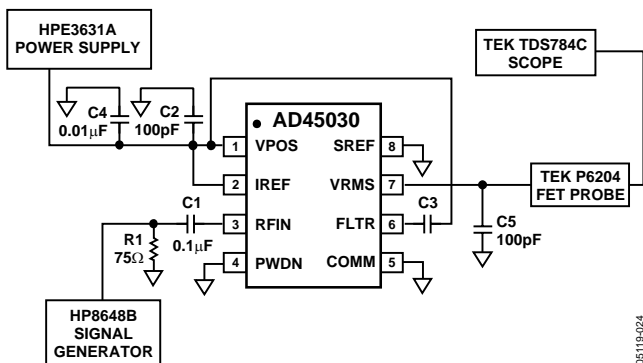 HPE3631A
POWER SUPPLY
TEK TDS784C
SCOPE
C4
0.01μF
C2
100pF
AD45030
1 VPOS
SREF 8
2 IREF
VRMS 7
TEK P6204
FET PROBE
C1
0.1μF
3 RFIN
FLTR 6
C3
C5
100pF
R1
75Ω
4 PWDN
COMM 5
HP8648B
SIGNAL
GENERATOR
05119-024